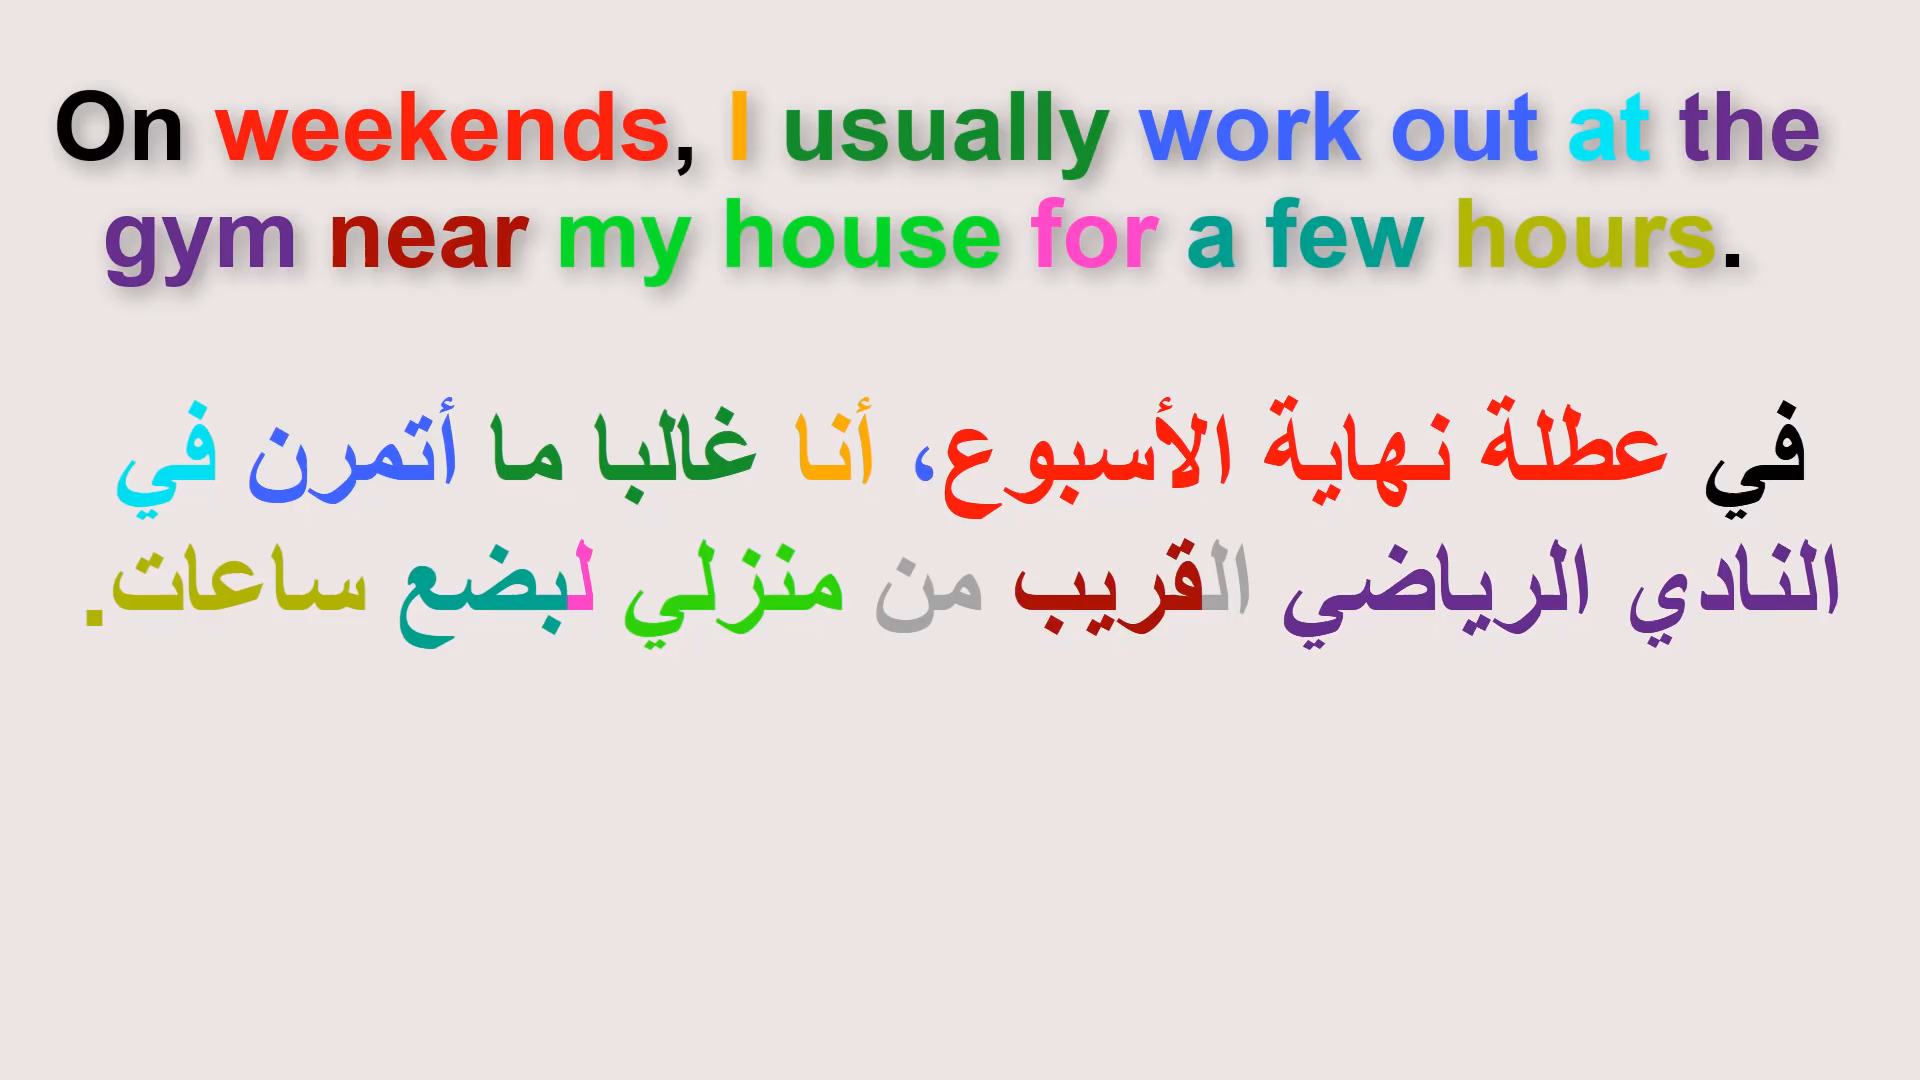 On weekends, I usually work out at the
gym near my house for a few hours.
في عطلة نهاية الأسبوع، أنا غالبا ما أتمرن في
النادي الرياضي القريب من منزلي لبضع ساعات.